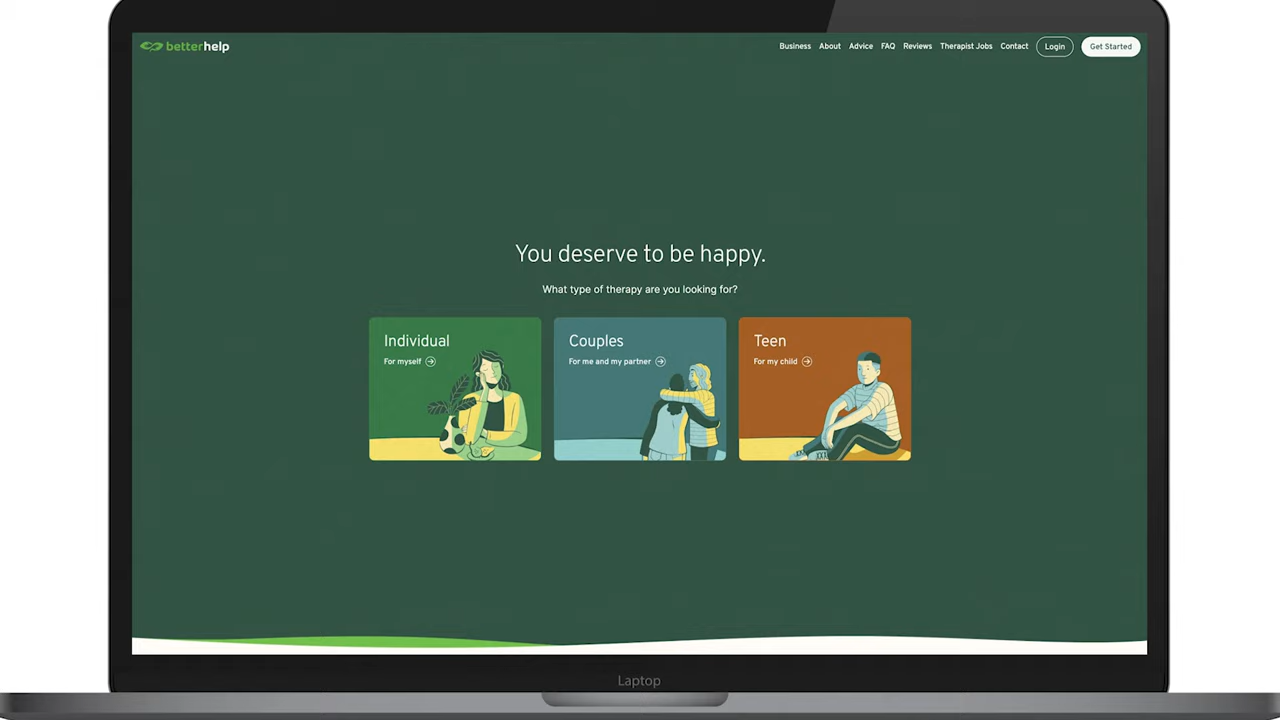 betterhelp
Business About Advice FAQ Reviews Therapist Jobs Contact Login Get Started
You deserve to be happy.
What type of therapy are you looking for?
Individual
For myself
Couples
For me and my partner
Teen
For my child
Laptop